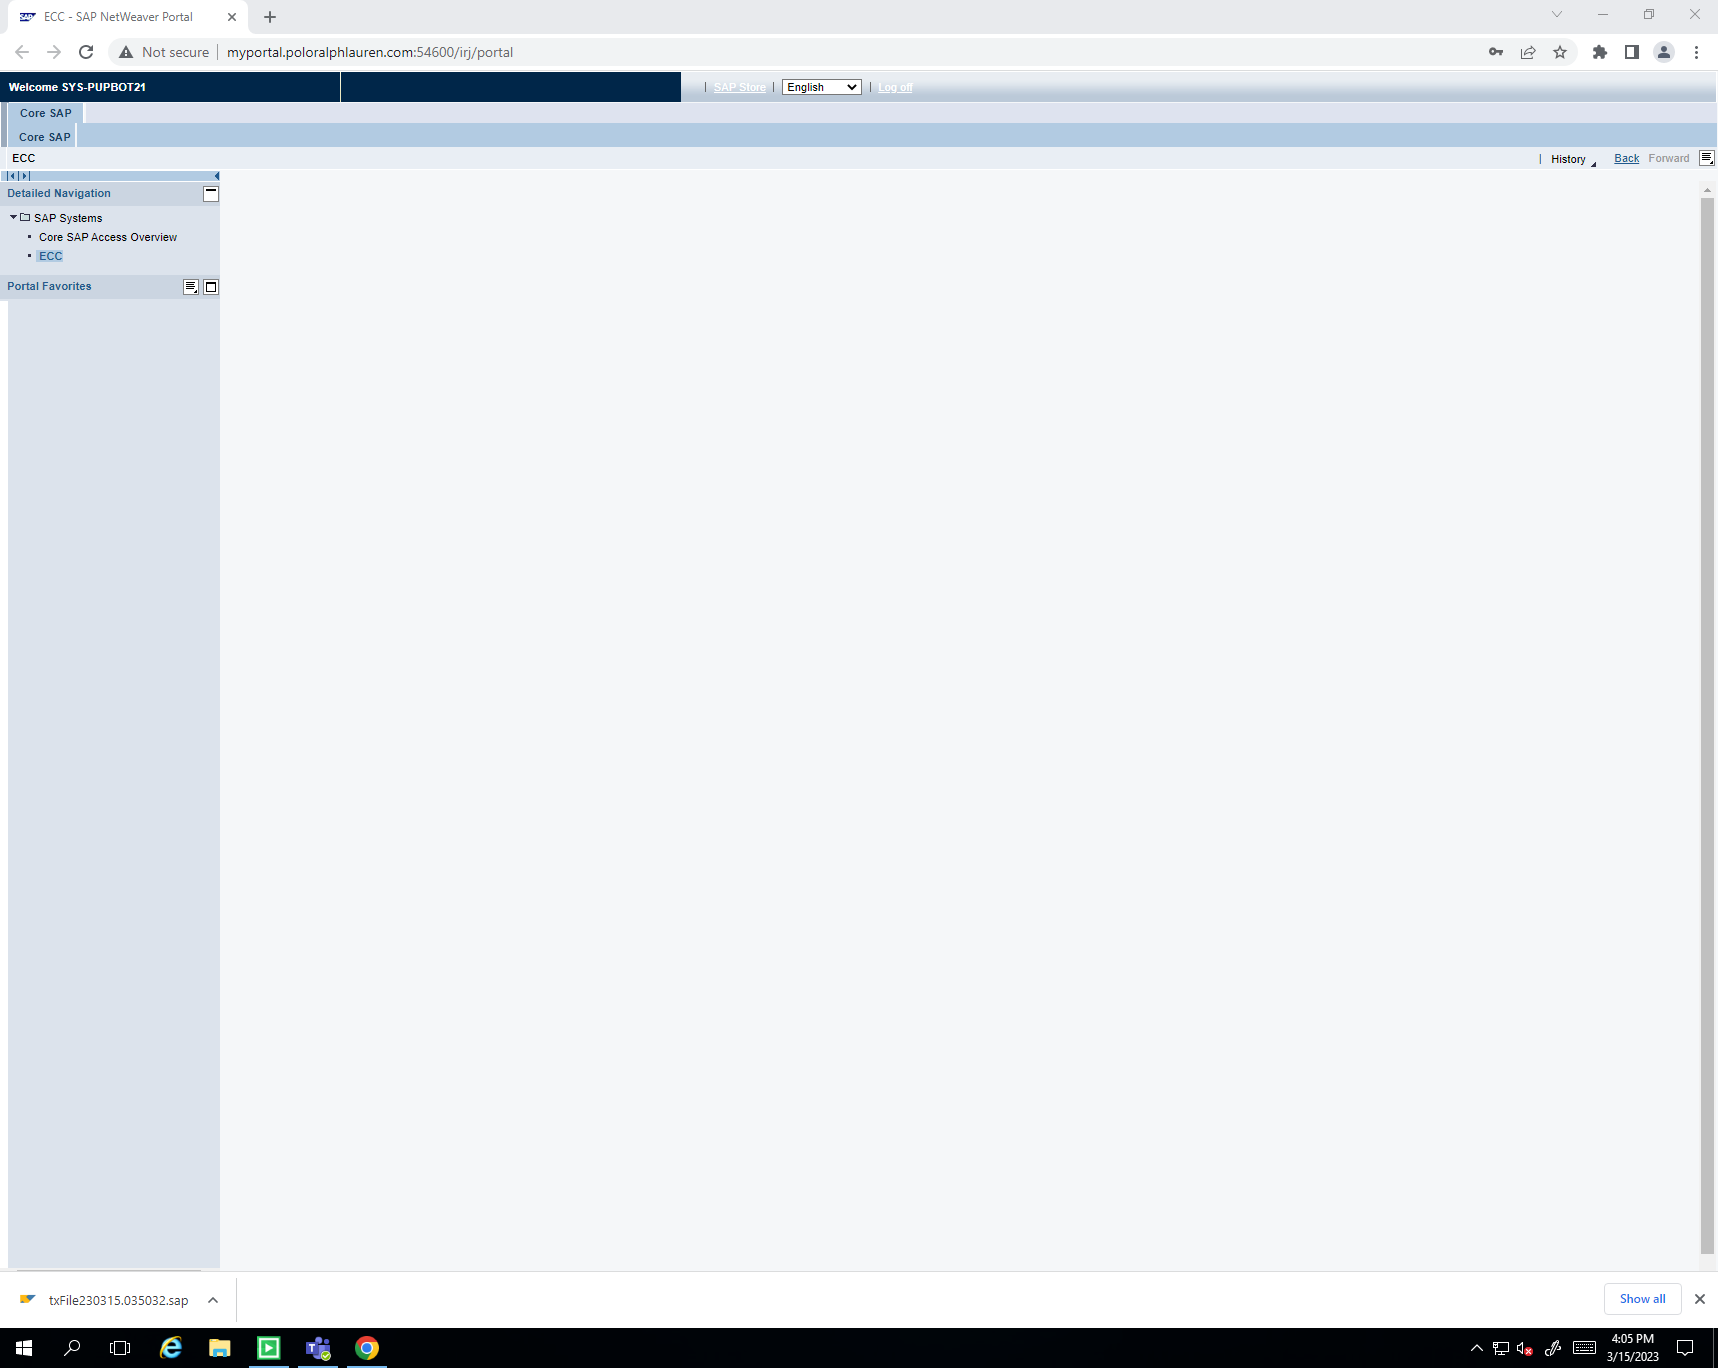 ECC - SAP NetWeaver Portal
Not secure | myportal.poloralphlauren.com:54600/irj/portal
Welcome SYS-PUPBOT21 | SAP Store | English | Log off
Core SAP
Core SAP
ECC | History Back Forward
Detailed Navigation
SAP Systems
Core SAP Access Overview
ECC
Portal Favorites
txFile230315.035032.sap Show all
4:05 PM
3/15/2023